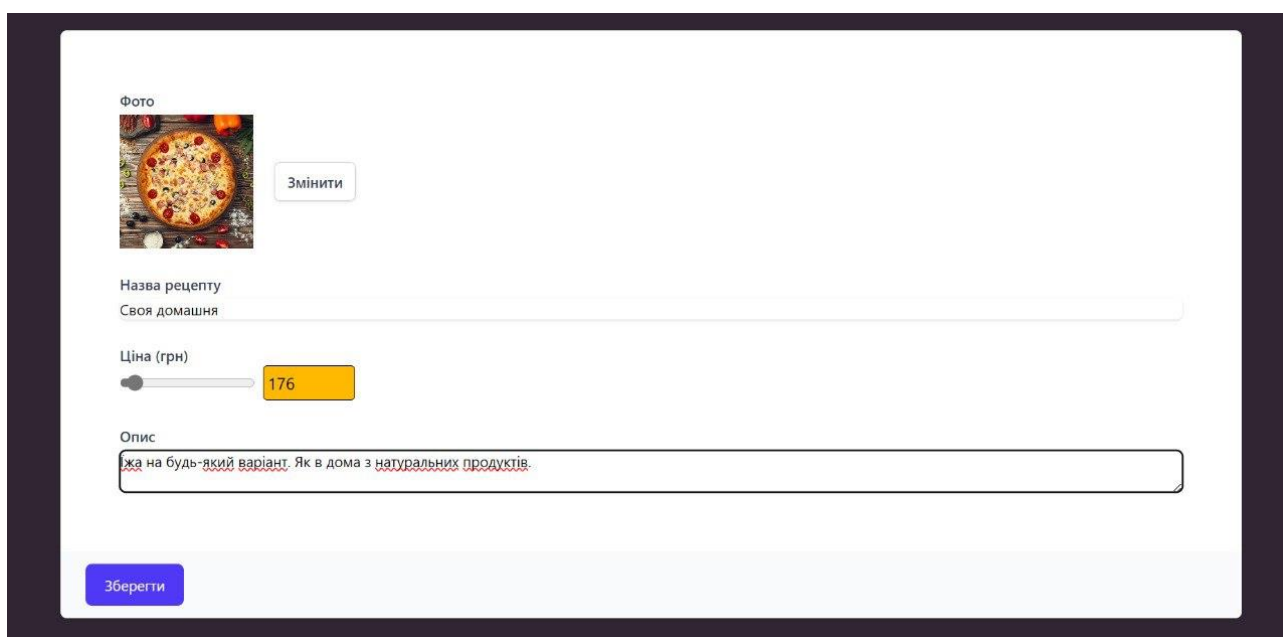 Фото
Змінити
Назва рецепту
Своя домашня
Ціна (грн)
176
Опис
Їжа на будь-який варіант. Як в дома з натуральних продуктів.
Зберегти